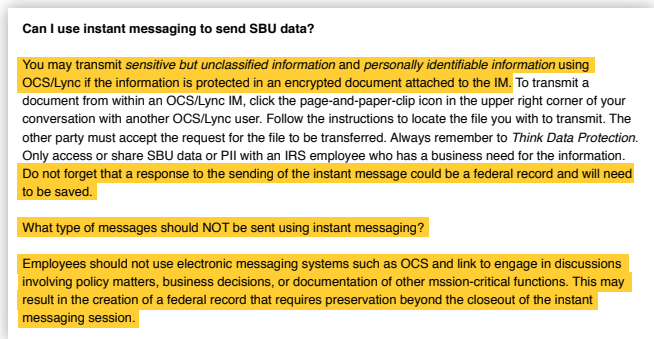 Can I use instant messaging to send SBU data?
You may transmit sensitive but unclassified information and personally identifiable information using
OCS/Lync if the information is protected in an encrypted document attached to the IM. To transmit a
document from within an OCS/Lync IM, click the page-and-paper-clip icon in the upper right corner of your
conversation with another OCS/Lync user. Follow the instructions to locate the file you with to transmit. The
other party must accept the request for the file to be transferred. Always remember to Think Data Protection.
Only access or share SBU data or PII with an IRS employee who has a business need for the information.
Do not forget that a response to the sending of the instant message could be a federal record and will need
to be saved.
What type of messages should NOT be sent using instant messaging?
Employees should not use electronic messaging systems such as OCS and link to engage in discussions
involving policy matters, business decisions, or documentation of other mssion-critical functions. This may
result in the creation of a federal record that requires preservation beyond the closeout of the instant
messaging session.